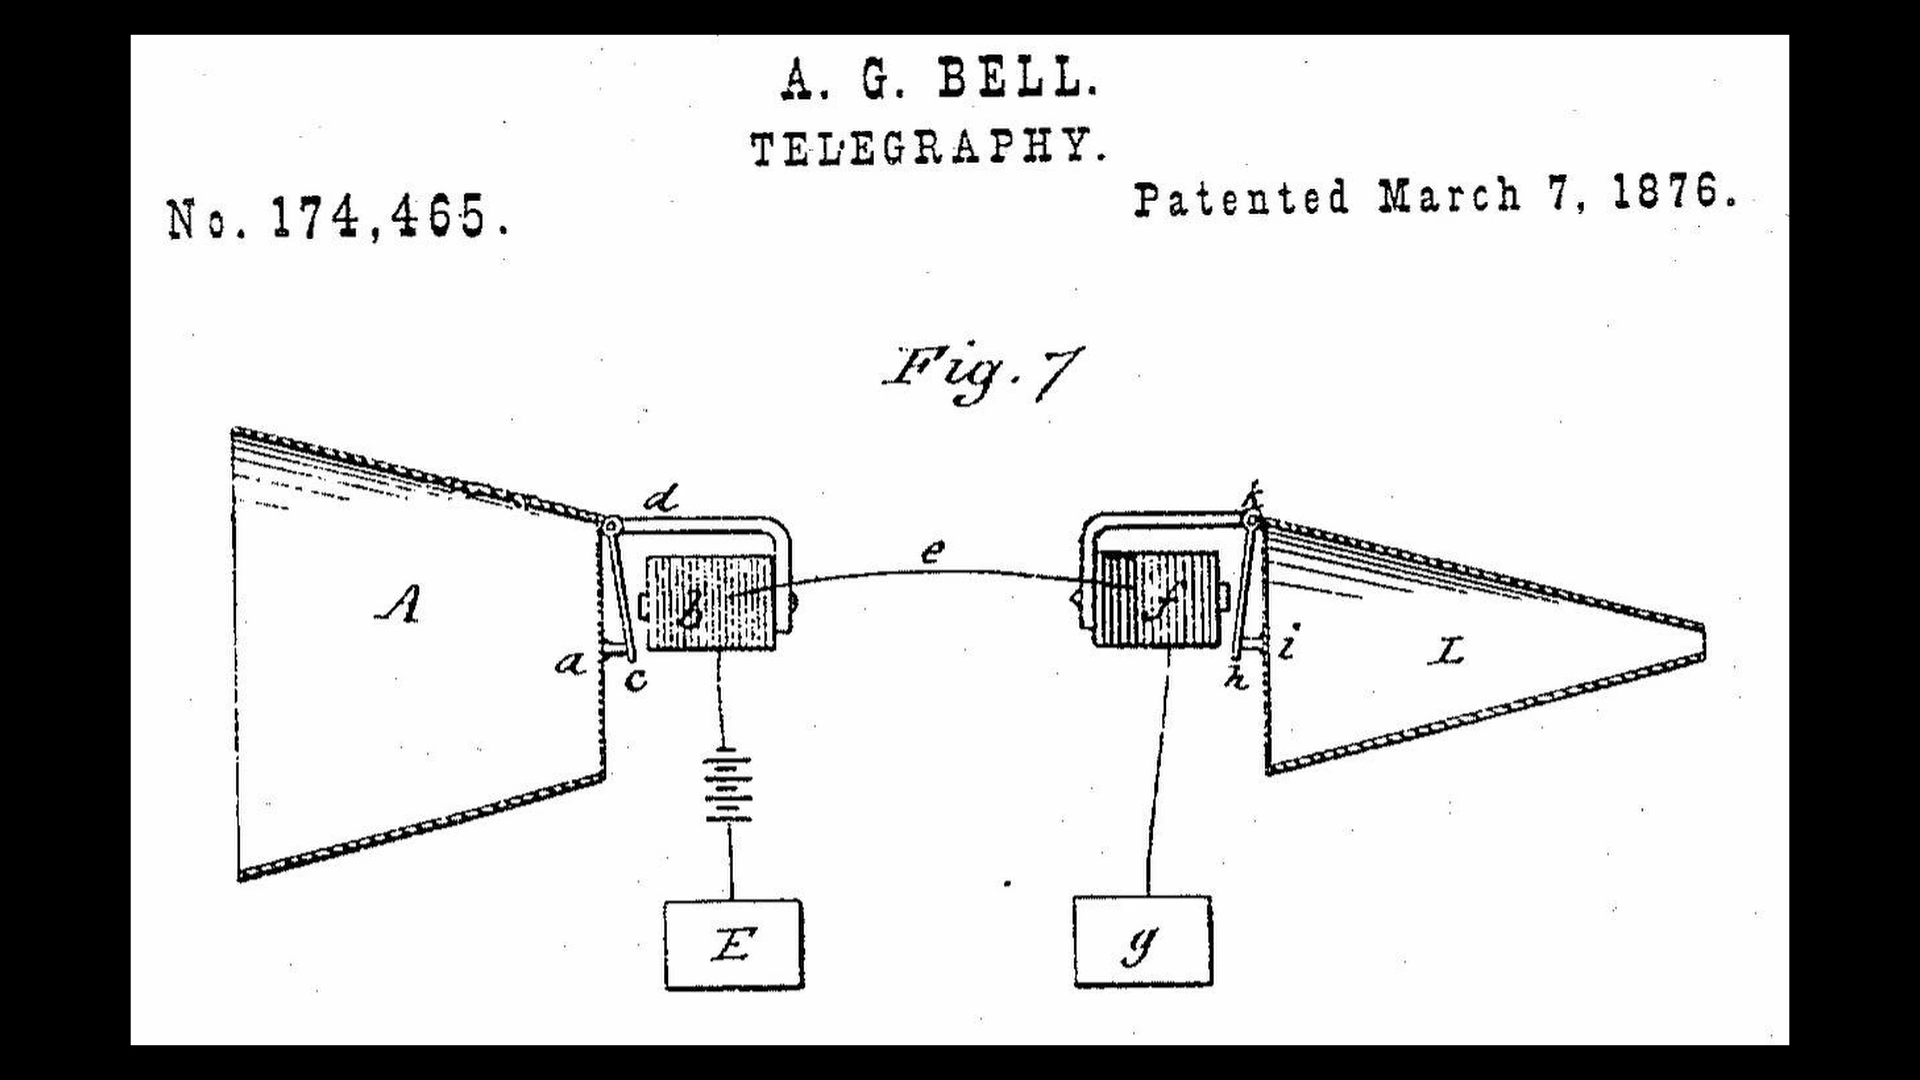 A. G. BELL.
TELEGRAPHY.
No. 174,465.
Patented March 7, 1876.
Fig. 7
A
a
c
d
b
e
f
k
h
i
L
E
g